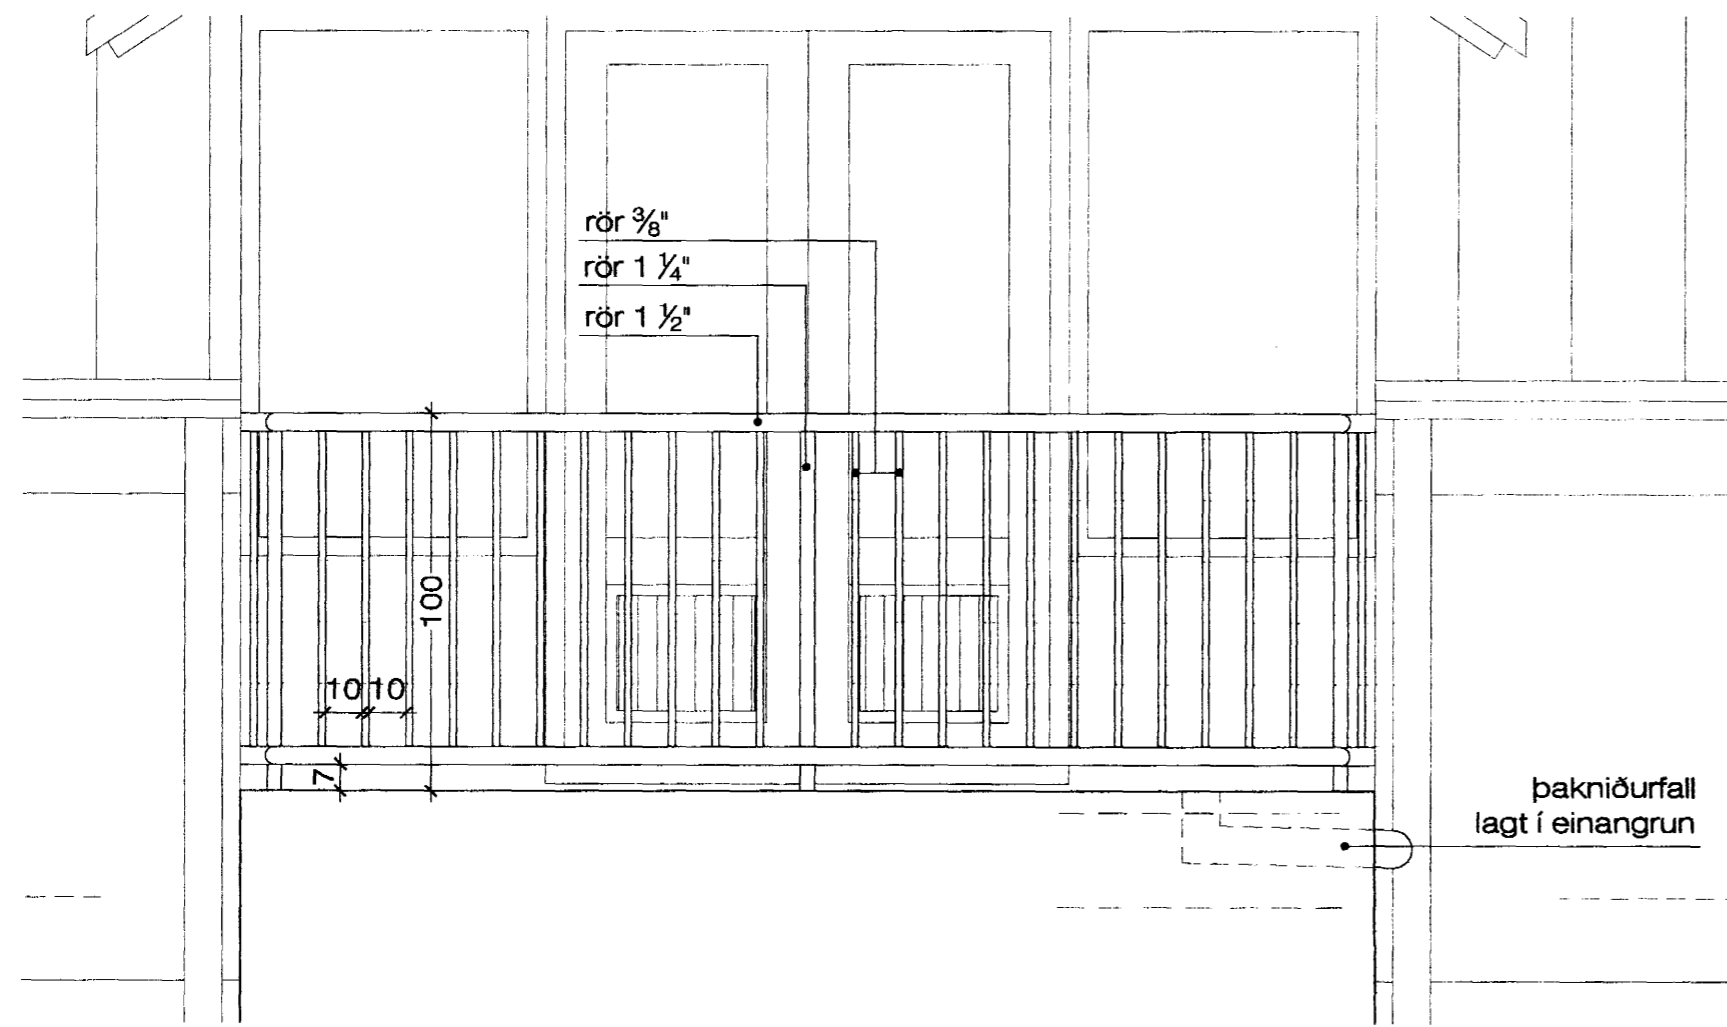 rör ⅜"
rör 1 ¼"
rör 1 ½"
100
10 10
7
þakniðurfall
lagt í einangrun